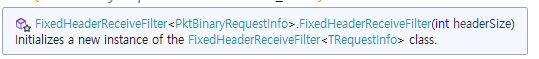 FixedHeaderReceiveFilter<PktBinaryRequestInfo>.FixedHeaderReceiveFilter(int headerSize)
Initializes a new instance of the FixedHeaderReceiveFilter<TRequestInfo> class.